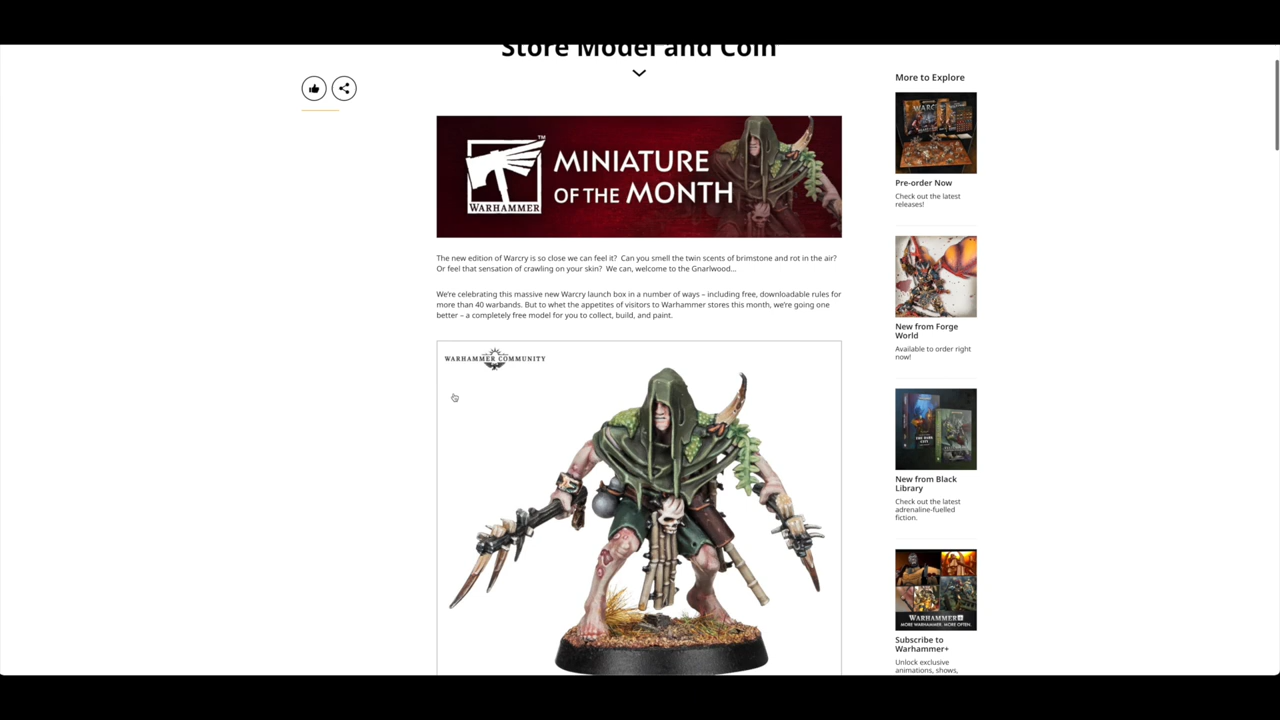 Store Model and Coin
WARHAMMER
TM
MINIATURE
OF THE MONTH
The new edition of Warcry is so close we can feel it? Can you smell the twin scents of brimstone and rot in the air?
Or feel that sensation of crawling on your skin? We can, welcome to the Gnarlwood...
We're celebrating this massive new Warcry launch box in a number of ways – including free, downloadable rules for
more than 40 warbands. But to whet the appetites of visitors to Warhammer stores this month, we're going one
better – a completely free model for you to collect, build, and paint.
WARHAMMER COMMUNITY
More to Explore
Pre-order Now
Check out the latest
releases!
New from Forge
World
Available to order right
now!
New from Black
Library
Check out the latest
adrenaline-fuelled
fiction.
WARHAMMER+
MORE WARHAMMER. MORE OFTEN.
Subscribe to
Warhammer+
Unlock exclusive
animations, shows,